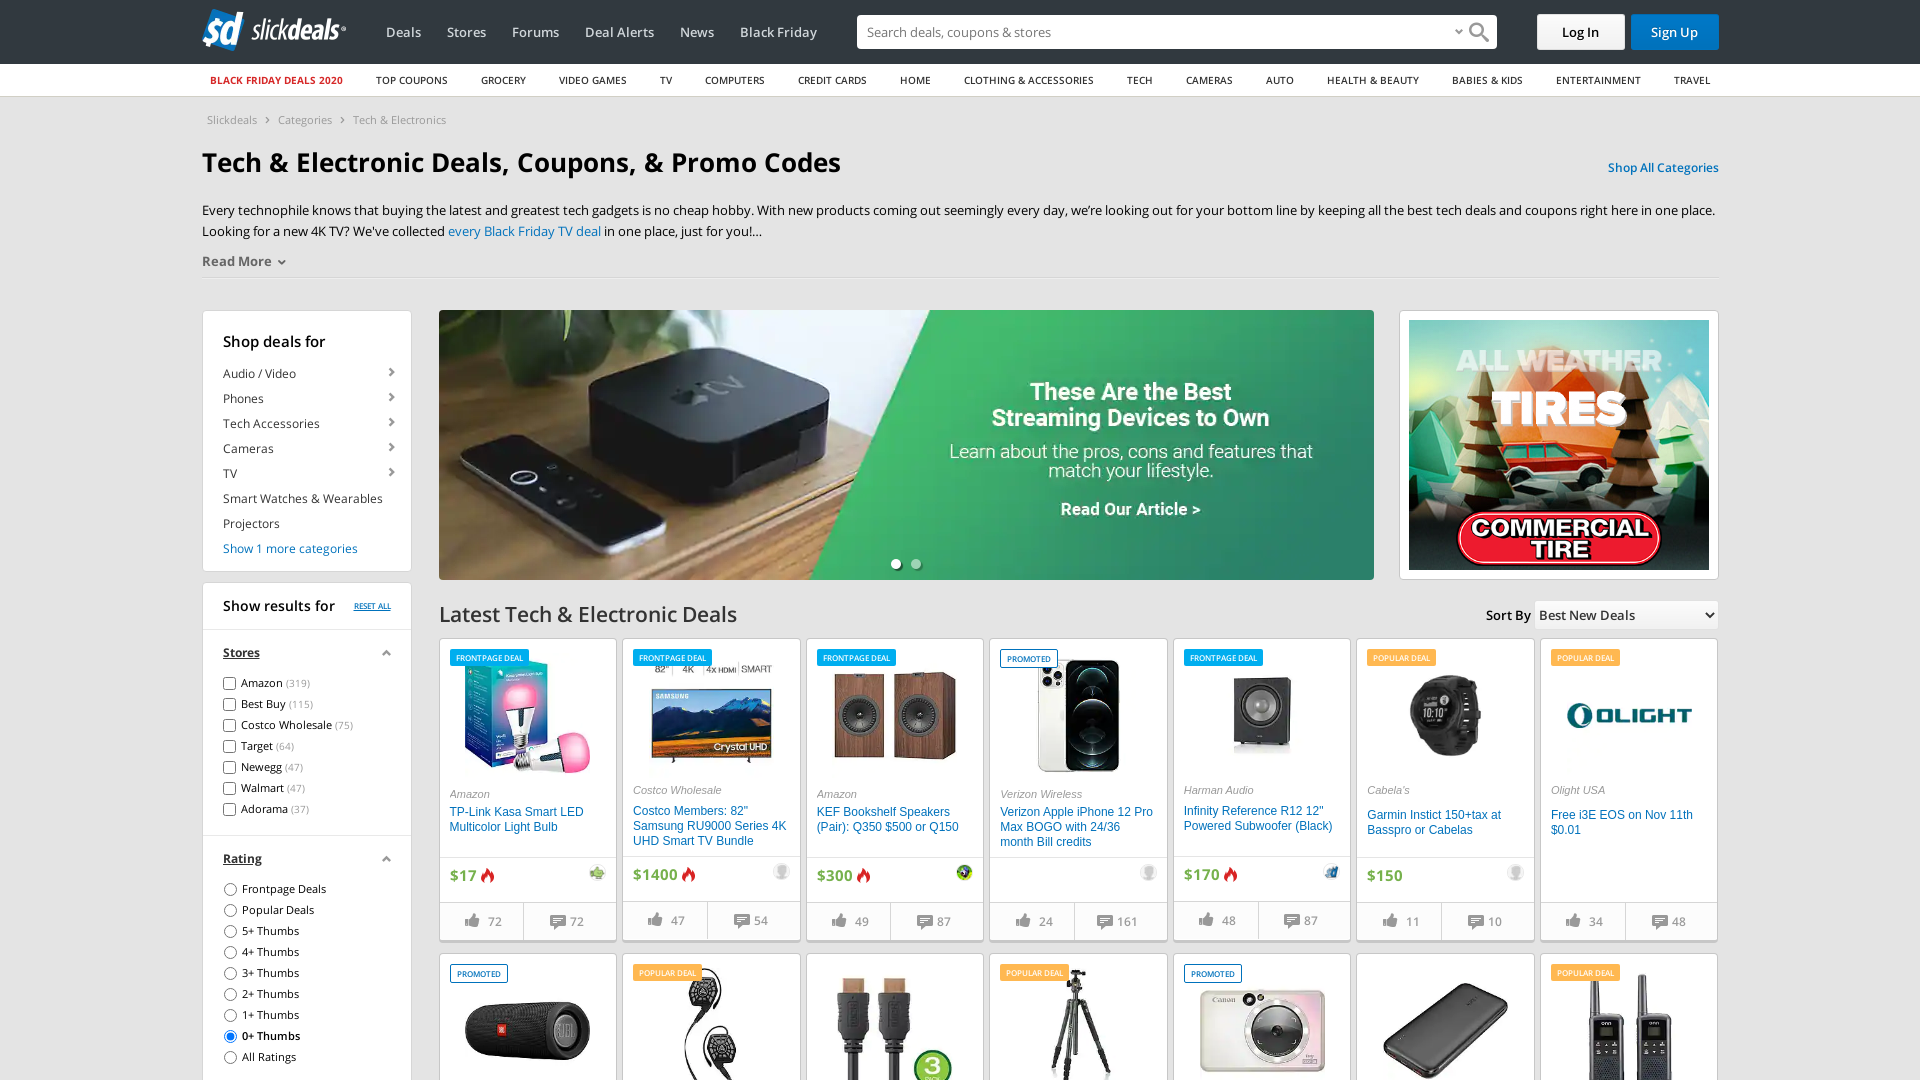 slickdeals
Deals
Stores
Forums
Deal Alerts
News
Black Friday
Search deals, coupons & stores
Log In
Sign Up
BLACK FRIDAY DEALS 2020
TOP COUPONS
GROCERY
VIDEO GAMES
TV
COMPUTERS
CREDIT CARDS
HOME
CLOTHING & ACCESSORIES
TECH
CAMERAS
AUTO
HEALTH & BEAUTY
BABIES & KIDS
ENTERTAINMENT
TRAVEL
Slickdeals > Categories > Tech & Electronics
Tech & Electronic Deals, Coupons, & Promo Codes
Shop All Categories
Every technophile knows that buying the latest and greatest tech gadgets is no cheap hobby. With new products coming out seemingly every day, we're looking out for your bottom line by keeping all the best tech deals and coupons right here in one place.
Looking for a new 4K TV? We've collected every Black Friday TV deal in one place, just for you!...
Read More
Shop deals for
Audio / Video
Phones
Tech Accessories
Cameras
TV
Smart Watches & Wearables
Projectors
Show 1 more categories
Show results for
RESET ALL
Stores
Amazon (319)
Best Buy (115)
Costco Wholesale (75)
Target (64)
Newegg (47)
Walmart (47)
Adorama (37)
Rating
Frontpage Deals
Popular Deals
5+ Thumbs
4+ Thumbs
3+ Thumbs
2+ Thumbs
1+ Thumbs
0+ Thumbs
All Ratings
tv
These Are the Best
Streaming Devices to Own
Learn about the pros, cons and features that
match your lifestyle.
Read Our Article >
ALL WEATHER
TIRES
COMMERCIAL
TIRE
Latest Tech & Electronic Deals
Sort By
Best New Deals
FRONTPAGE DEAL
Amazon
TP-Link Kasa Smart LED
Multicolor Light Bulb
$17
72
72
FRONTPAGE DEAL
82" 4K 4X HDMI SMART
SAMSUNG
Crystal UHD
Costco Wholesale
Costco Members: 82"
Samsung RU9000 Series 4K
UHD Smart TV Bundle
$1400
47
54
FRONTPAGE DEAL
Amazon
KEF Bookshelf Speakers
(Pair): Q350 $500 or Q150
$300
49
87
PROMOTED
Verizon Wireless
Verizon Apple iPhone 12 Pro
Max BOGO with 24/36
month Bill credits
24
161
FRONTPAGE DEAL
Harman Audio
Infinity Reference R12 12"
Powered Subwoofer (Black)
$170
48
87
POPULAR DEAL
10:10
Cabela's
Garmin Instict 150+tax at
Basspro or Cabelas
$150
11
10
POPULAR DEAL
OLIGHT
Olight USA
Free i3E EOS on Nov 11th
$0.01
34
48
PROMOTED
JBL
POPULAR DEAL
3
POPULAR DEAL
PROMOTED
Canon
POPULAR DEAL
onn
onn